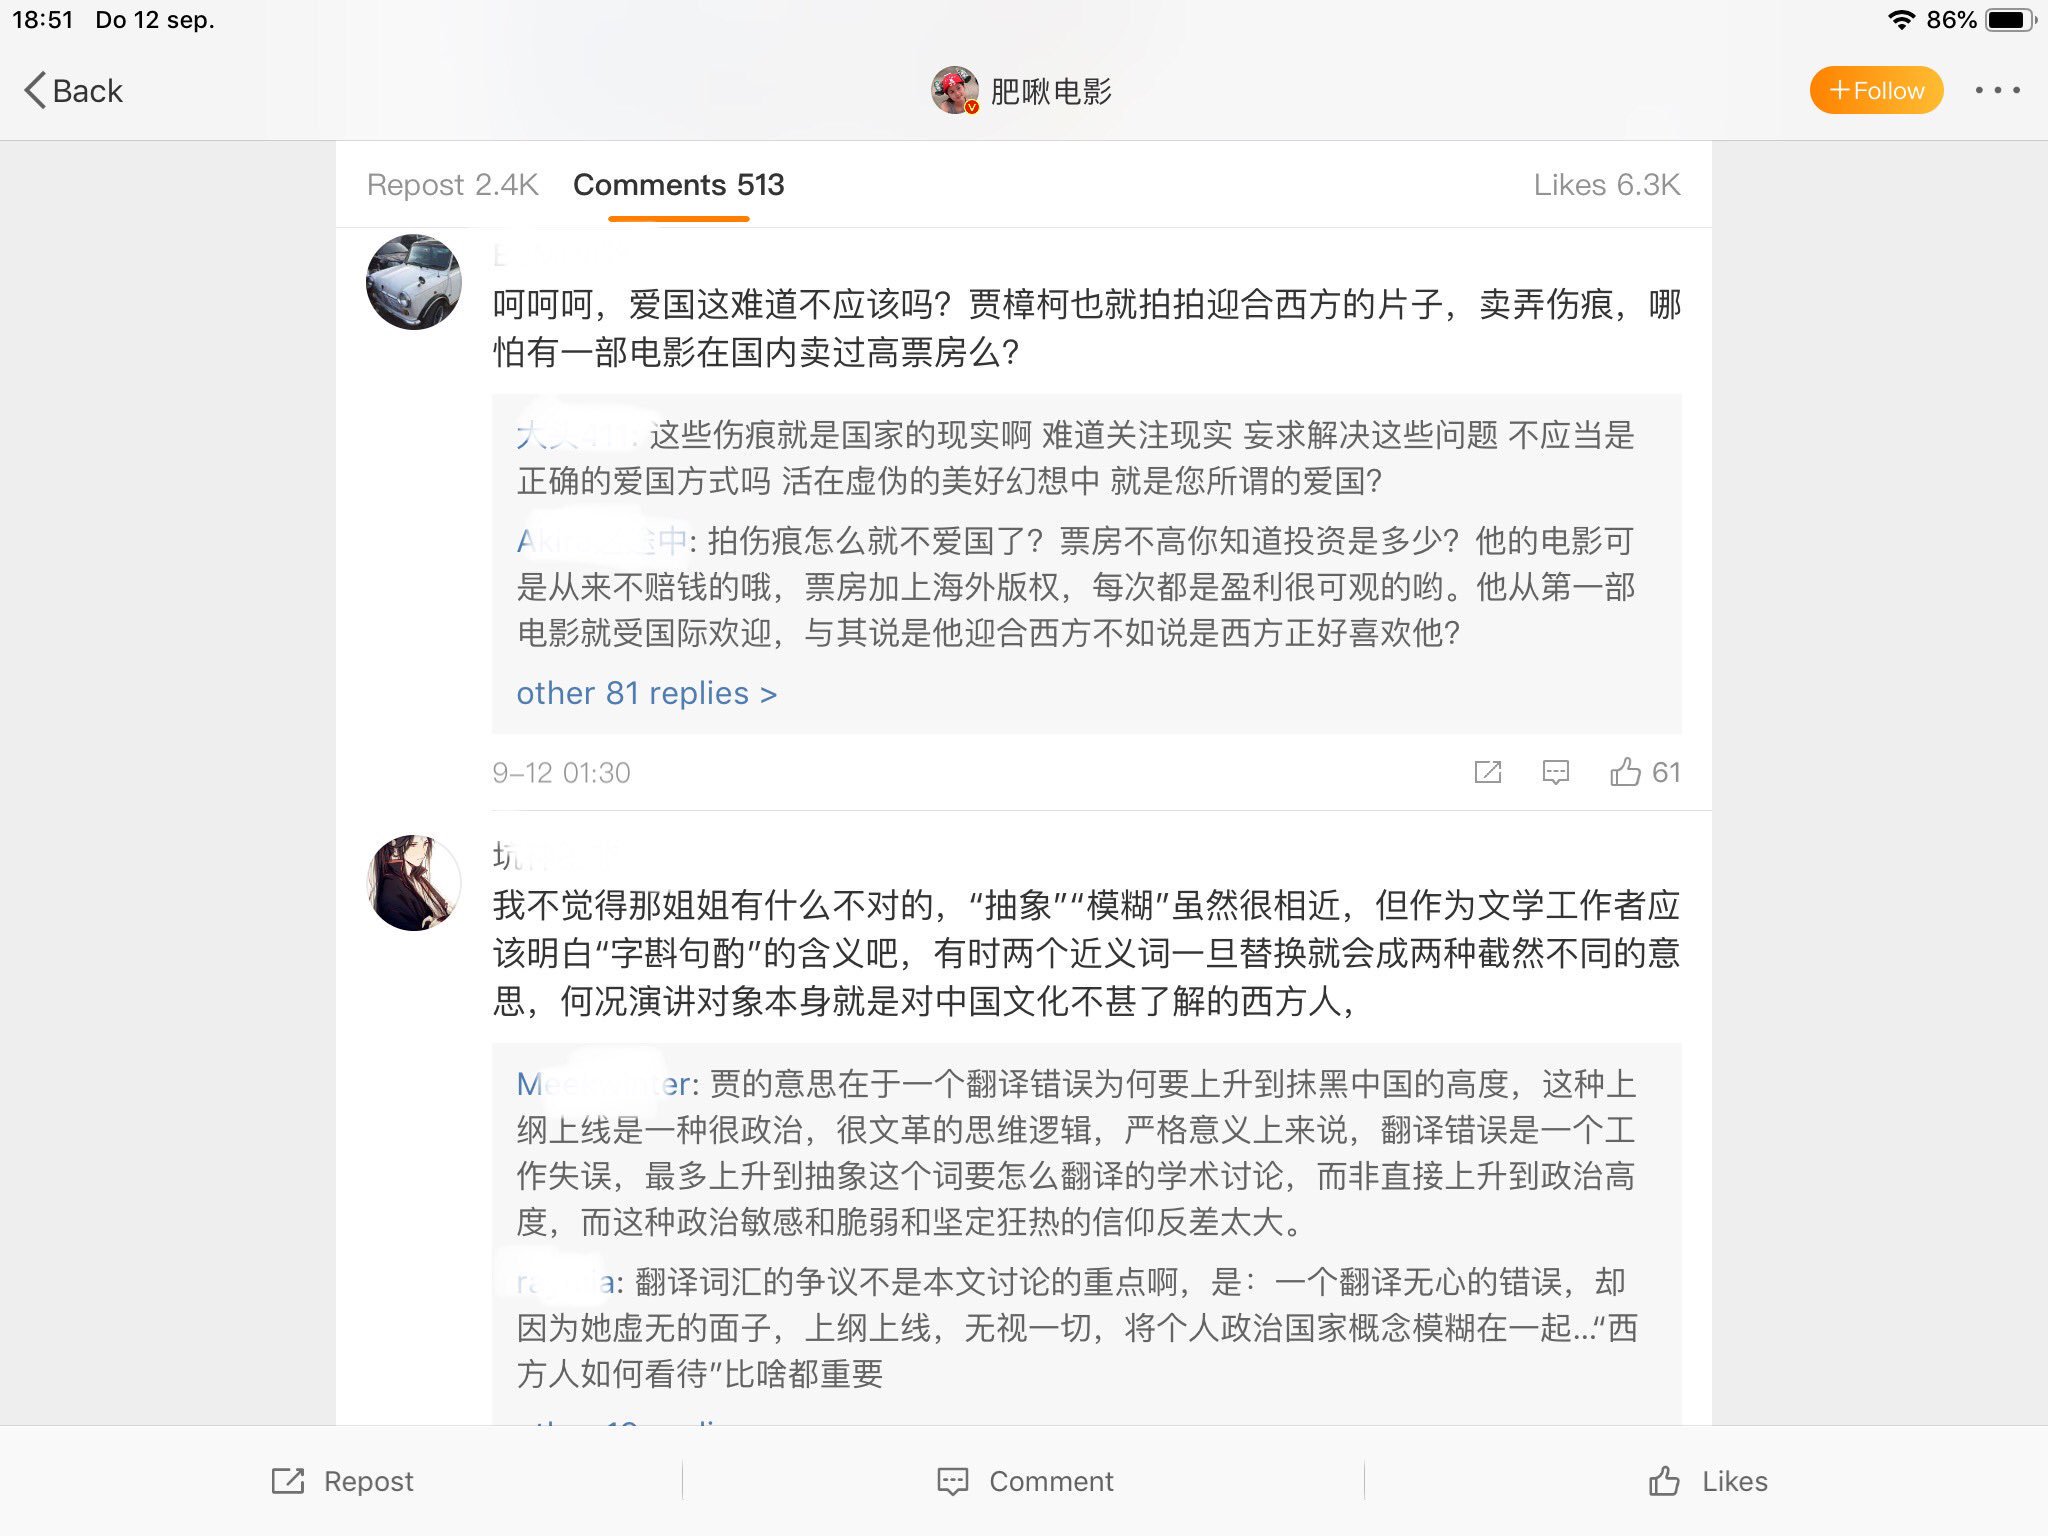 18:51 Do 12 sep. 86%
Back 肥啾电影 +Follow
Repost 2.4K Comments 513 Likes 6.3K
呵呵呵，爱国这难道不应该吗？贾樟柯也就拍拍迎合西方的片子，卖弄伤痕，哪
怕有一部电影在国内卖过高票房么？
大头411: 这些伤痕就是国家的现实啊 难道关注现实 妄求解决这些问题 不应当是
正确的爱国方式吗 活在虚伪的美好幻想中 就是您所谓的爱国？
途中: 拍伤痕怎么就不爱国了？票房不高你知道投资是多少？他的电影可
是从来不赔钱的哦，票房加上海外版权，每次都是盈利很可观的哟。他从第一部
电影就受国际欢迎，与其说是他迎合西方不如说是西方正好喜欢他？
other 81 replies >
9-12 01:30 61
坑
我不觉得那姐姐有什么不对的，“抽象”“模糊”虽然很相近，但作为文学工作者应
该明白“字斟句酌”的含义吧，有时两个近义词一旦替换就会成两种截然不同的意
思，何况演讲对象本身就是对中国文化不甚了解的西方人，
贾的意思在于一个翻译错误为何要上升到抹黑中国的高度，这种上
纲上线是一种很政治，很文革的思维逻辑，严格意义上来说，翻译错误是一个工
作失误，最多上升到抽象这个词要怎么翻译的学术讨论，而非直接上升到政治高
度，而这种政治敏感和脆弱和坚定狂热的信仰反差太大。
翻译词汇的争议不是本文讨论的重点啊，是：一个翻译无心的错误，却
因为她虚无的面子，上纲上线，无视一切，将个人政治国家概念模糊在一起...“西
方人如何看待”比啥都重要
Repost Comment Likes